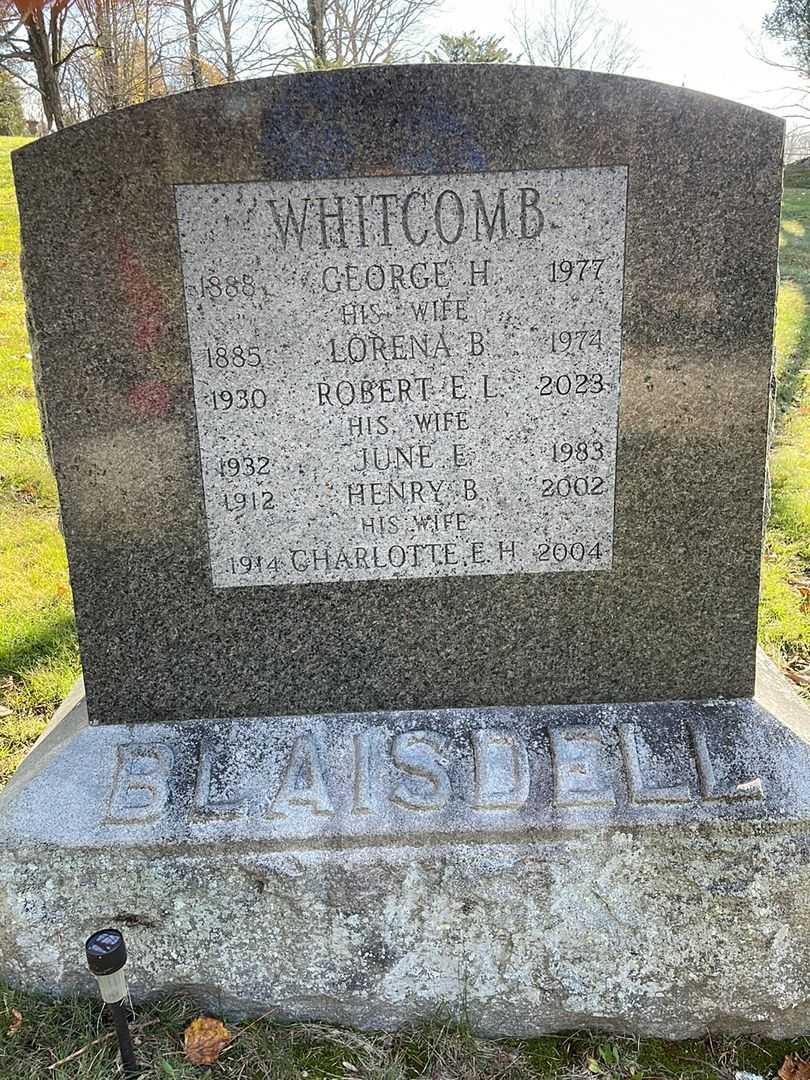 WHITCOMB
1888 GEORGE H. 1977
HIS WIFE
1885 LORENA B. 1974
1930 ROBERT E. L. 2023
HIS WIFE
1932 JUNE E. 1983
1912 HENRY B. 2002
HIS WIFE
1914 CHARLOTTE E. H. 2004
BLAISDELL